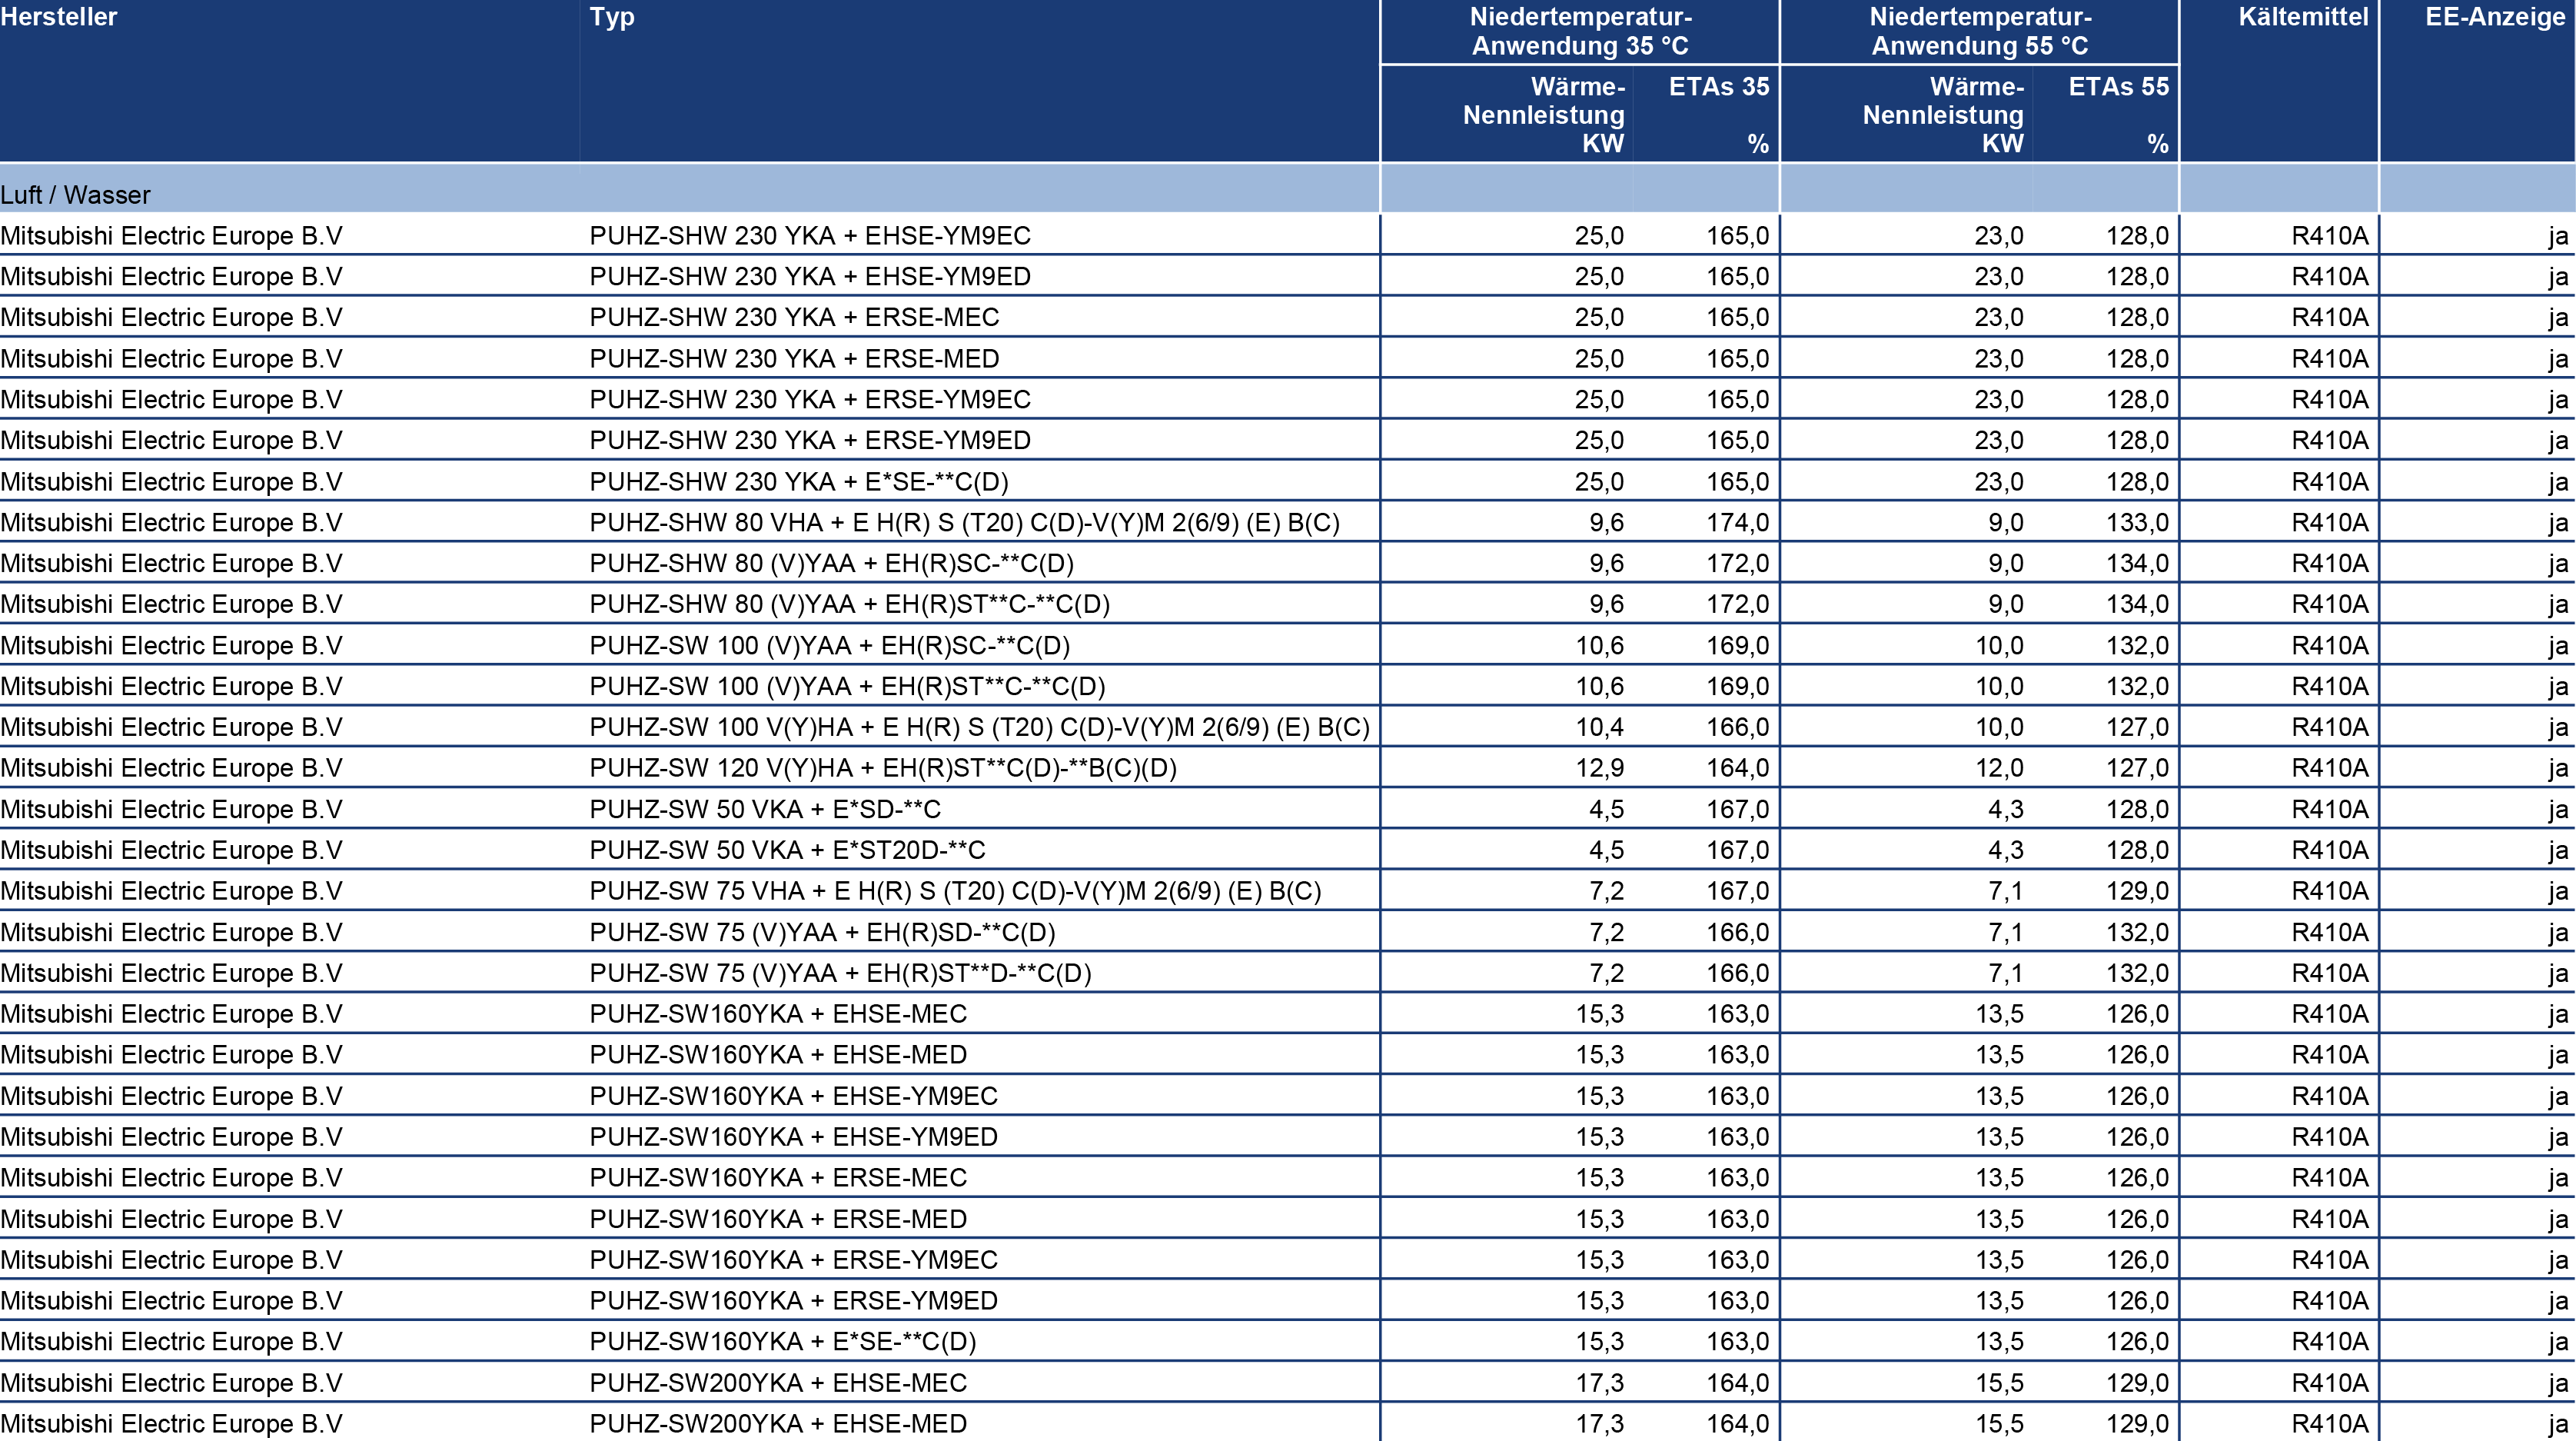 Hersteller Typ Niedertemperatur- Niedertemperatur- Kältemittel EE-Anzeige
Anwendung 35 °C Anwendung 55 °C
Wärme- ETAs 35 Wärme- ETAs 55
Nennleistung Nennleistung
KW % KW %
Luft / Wasser
Mitsubishi Electric Europe B.V PUHZ-SHW 230 YKA + EHSE-YM9EC 25,0 165,0 23,0 128,0 R410A ja
Mitsubishi Electric Europe B.V PUHZ-SHW 230 YKA + EHSE-YM9ED 25,0 165,0 23,0 128,0 R410A ja
Mitsubishi Electric Europe B.V PUHZ-SHW 230 YKA + ERSE-MEC 25,0 165,0 23,0 128,0 R410A ja
Mitsubishi Electric Europe B.V PUHZ-SHW 230 YKA + ERSE-MED 25,0 165,0 23,0 128,0 R410A ja
Mitsubishi Electric Europe B.V PUHZ-SHW 230 YKA + ERSE-YM9EC 25,0 165,0 23,0 128,0 R410A ja
Mitsubishi Electric Europe B.V PUHZ-SHW 230 YKA + ERSE-YM9ED 25,0 165,0 23,0 128,0 R410A ja
Mitsubishi Electric Europe B.V PUHZ-SHW 230 YKA + E*SE-**C(D) 25,0 165,0 23,0 128,0 R410A ja
Mitsubishi Electric Europe B.V PUHZ-SHW 80 VHA + E H(R) S (T20) C(D)-V(Y)M 2(6/9) (E) B(C) 9,6 174,0 9,0 133,0 R410A ja
Mitsubishi Electric Europe B.V PUHZ-SHW 80 (V)YAA + EH(R)SC-**C(D) 9,6 172,0 9,0 134,0 R410A ja
Mitsubishi Electric Europe B.V PUHZ-SHW 80 (V)YAA + EH(R)ST**C-**C(D) 9,6 172,0 9,0 134,0 R410A ja
Mitsubishi Electric Europe B.V PUHZ-SW 100 (V)YAA + EH(R)SC-**C(D) 10,6 169,0 10,0 132,0 R410A ja
Mitsubishi Electric Europe B.V PUHZ-SW 100 (V)YAA + EH(R)ST**C-**C(D) 10,6 169,0 10,0 132,0 R410A ja
Mitsubishi Electric Europe B.V PUHZ-SW 100 V(Y)HA + E H(R) S (T20) C(D)-V(Y)M 2(6/9) (E) B(C) 10,4 166,0 10,0 127,0 R410A ja
Mitsubishi Electric Europe B.V PUHZ-SW 120 V(Y)HA + EH(R)ST**C(D)-**B(C)(D) 12,9 164,0 12,0 127,0 R410A ja
Mitsubishi Electric Europe B.V PUHZ-SW 50 VKA + E*SD-**C 4,5 167,0 4,3 128,0 R410A ja
Mitsubishi Electric Europe B.V PUHZ-SW 50 VKA + E*ST20D-**C 4,5 167,0 4,3 128,0 R410A ja
Mitsubishi Electric Europe B.V PUHZ-SW 75 VHA + E H(R) S (T20) C(D)-V(Y)M 2(6/9) (E) B(C) 7,2 167,0 7,1 129,0 R410A ja
Mitsubishi Electric Europe B.V PUHZ-SW 75 (V)YAA + EH(R)SD-**C(D) 7,2 166,0 7,1 132,0 R410A ja
Mitsubishi Electric Europe B.V PUHZ-SW 75 (V)YAA + EH(R)ST**D-**C(D) 7,2 166,0 7,1 132,0 R410A ja
Mitsubishi Electric Europe B.V PUHZ-SW160YKA + EHSE-MEC 15,3 163,0 13,5 126,0 R410A ja
Mitsubishi Electric Europe B.V PUHZ-SW160YKA + EHSE-MED 15,3 163,0 13,5 126,0 R410A ja
Mitsubishi Electric Europe B.V PUHZ-SW160YKA + EHSE-YM9EC 15,3 163,0 13,5 126,0 R410A ja
Mitsubishi Electric Europe B.V PUHZ-SW160YKA + EHSE-YM9ED 15,3 163,0 13,5 126,0 R410A ja
Mitsubishi Electric Europe B.V PUHZ-SW160YKA + ERSE-MEC 15,3 163,0 13,5 126,0 R410A ja
Mitsubishi Electric Europe B.V PUHZ-SW160YKA + ERSE-MED 15,3 163,0 13,5 126,0 R410A ja
Mitsubishi Electric Europe B.V PUHZ-SW160YKA + ERSE-YM9EC 15,3 163,0 13,5 126,0 R410A ja
Mitsubishi Electric Europe B.V PUHZ-SW160YKA + ERSE-YM9ED 15,3 163,0 13,5 126,0 R410A ja
Mitsubishi Electric Europe B.V PUHZ-SW160YKA + E*SE-**C(D) 15,3 163,0 13,5 126,0 R410A ja
Mitsubishi Electric Europe B.V PUHZ-SW200YKA + EHSE-MEC 17,3 164,0 15,5 129,0 R410A ja
Mitsubishi Electric Europe B.V PUHZ-SW200YKA + EHSE-MED 17,3 164,0 15,5 129,0 R410A ja